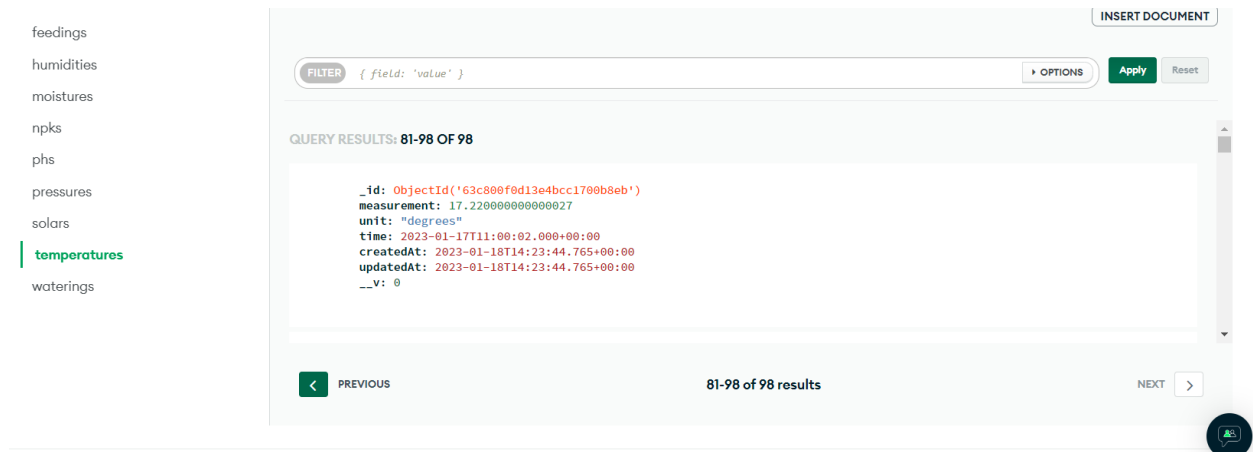 INSERT DOCUMENT
feedings
humidities
moistures
npks
phs
pressures
solars
temperatures
waterings
FILTER { field: 'value' } OPTIONS Apply Reset
QUERY RESULTS: 81-98 OF 98
_id: ObjectId('63c800f0d13e4bcc1700b8eb')
measurement: 17.220000000000027
unit: "degrees"
time: 2023-01-17T11:00:02.000+00:00
createdAt: 2023-01-18T14:23:44.765+00:00
updatedAt: 2023-01-18T14:23:44.765+00:00
__v: 0
PREVIOUS 81-98 of 98 results NEXT